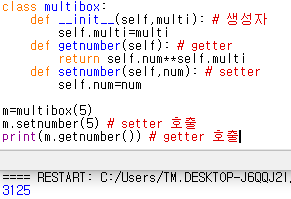 class multibox:
    def __init__(self,multi): # 생성자
        self.multi=multi
    def getnumber(self): # getter
        return self.num**self.multi
    def setnumber(self,num): # setter
        self.num=num
m=multibox(5)
m.setnumber(5) # setter 호출
print(m.getnumber()) # getter 호출
==== RESTART: C:/Users/TM.DESKTOP-J6QQJ2I,
3125